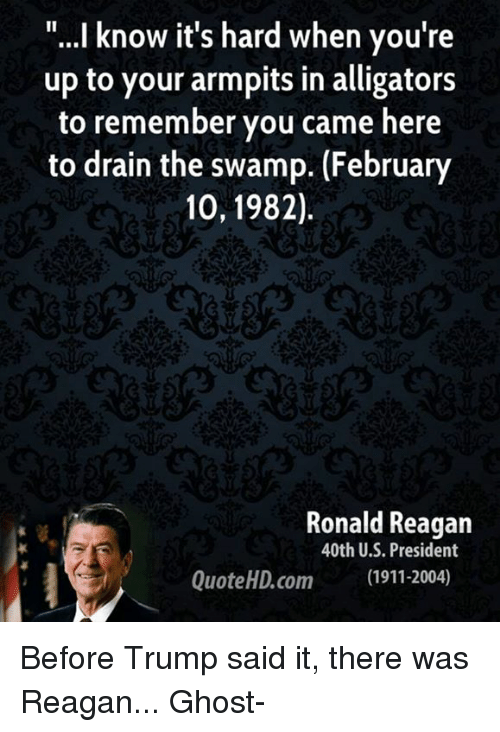 "...I know it's hard when you're
up to your armpits in alligators
to remember you came here
to drain the swamp. (February
10, 1982).
Ronald Reagan
40th U.S. President
QuoteHD.com (1911-2004)
Before Trump said it, there was
Reagan... Ghost-